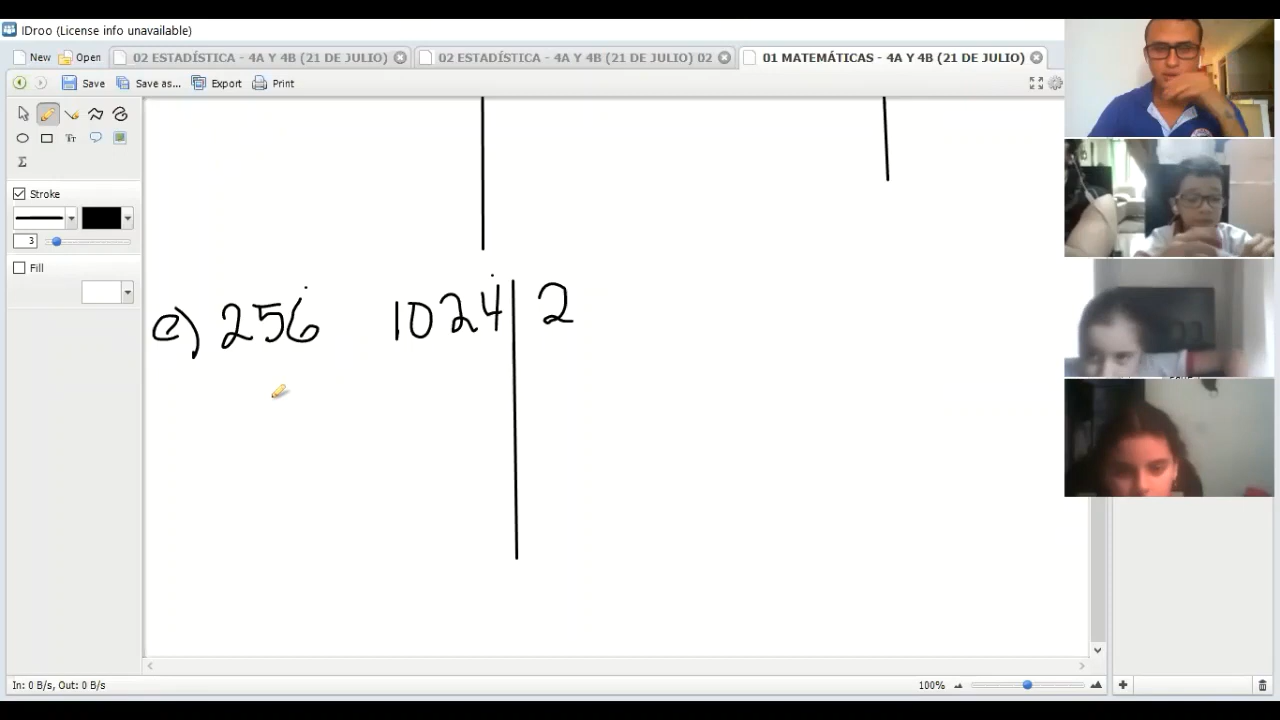 IDroo (License info unavailable)
New Open 02 ESTADÍSTICA - 4A Y 4B (21 DE JULIO) 02 ESTADÍSTICA - 4A Y 4B (21 DE JULIO) 02 01 MATEMÁTICAS - 4A Y 4B (21 DE JULIO)
Save Save as... Export Print
Tr
Σ
Stroke
3
Fill
e) 256 1024 2
100%
In: 0 B/s, Out: 0 B/s